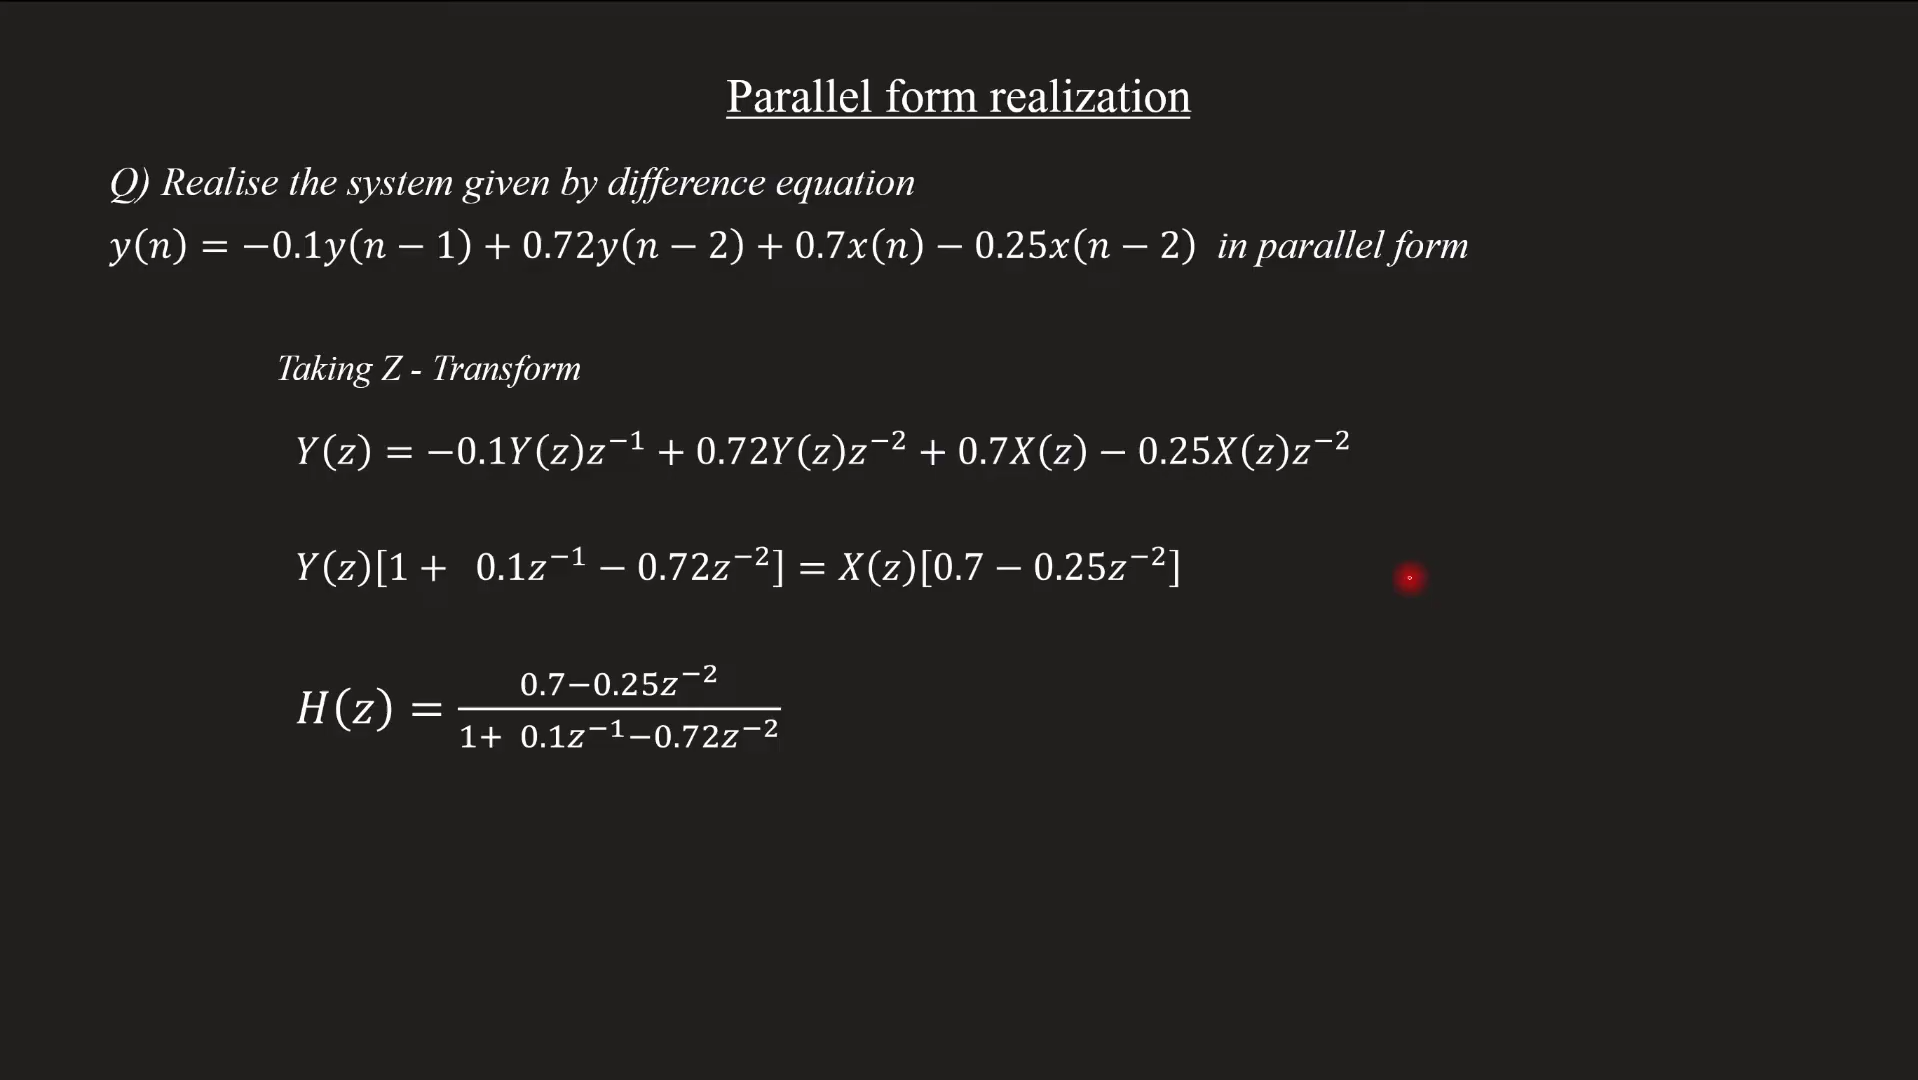 Parallel form realization
Q) Realise the system given by difference equation
y(n) = −0.1y(n − 1) + 0.72y(n − 2) + 0.7x(n) − 0.25x(n − 2) in parallel form
Taking Z - Transform
Y(z) = −0.1Y(z)z⁻¹ + 0.72Y(z)z⁻² + 0.7X(z) − 0.25X(z)z⁻²
Y(z)[1 + 0.1z⁻¹ − 0.72z⁻²] = X(z)[0.7 − 0.25z⁻²]
H(z) = (0.7−0.25z⁻²)/(1+ 0.1z⁻¹−0.72z⁻²)